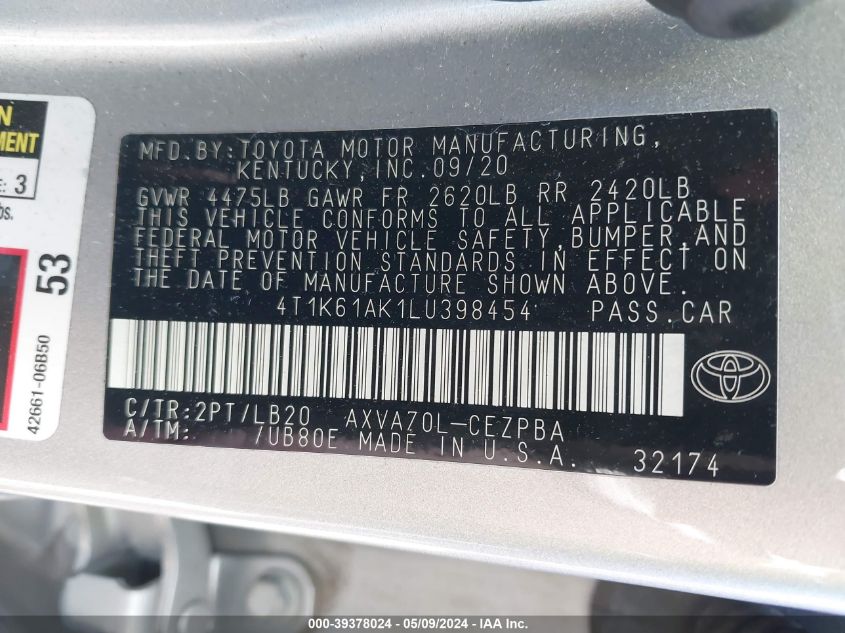 N
MENT
E: 3
bs.
53
42661-06B50
MFD.BY:TOYOTA MOTOR MANUFACTURING,
KENTUCKY,INC.09/20
GVWR 4475LB GAWR FR 2620LB RR 2420LB
THIS VEHICLE CONFORMS TO ALL APPLICABLE
FEDERAL MOTOR VEHICLE SAFETY,BUMPER,AND
THEFT PREVENTION STANDARDS IN EFFECT ON
THE DATE OF MANUFACTURE SHOWN ABOVE.
4T1K61AK1LU398454 PASS.CAR
C/TR:2PT/LB20 AXVA70L-CEZPBA
A/TM: /UB80E MADE IN U.S.A. 32174
000-39378024 - 05/09/2024 - IAA Inc.